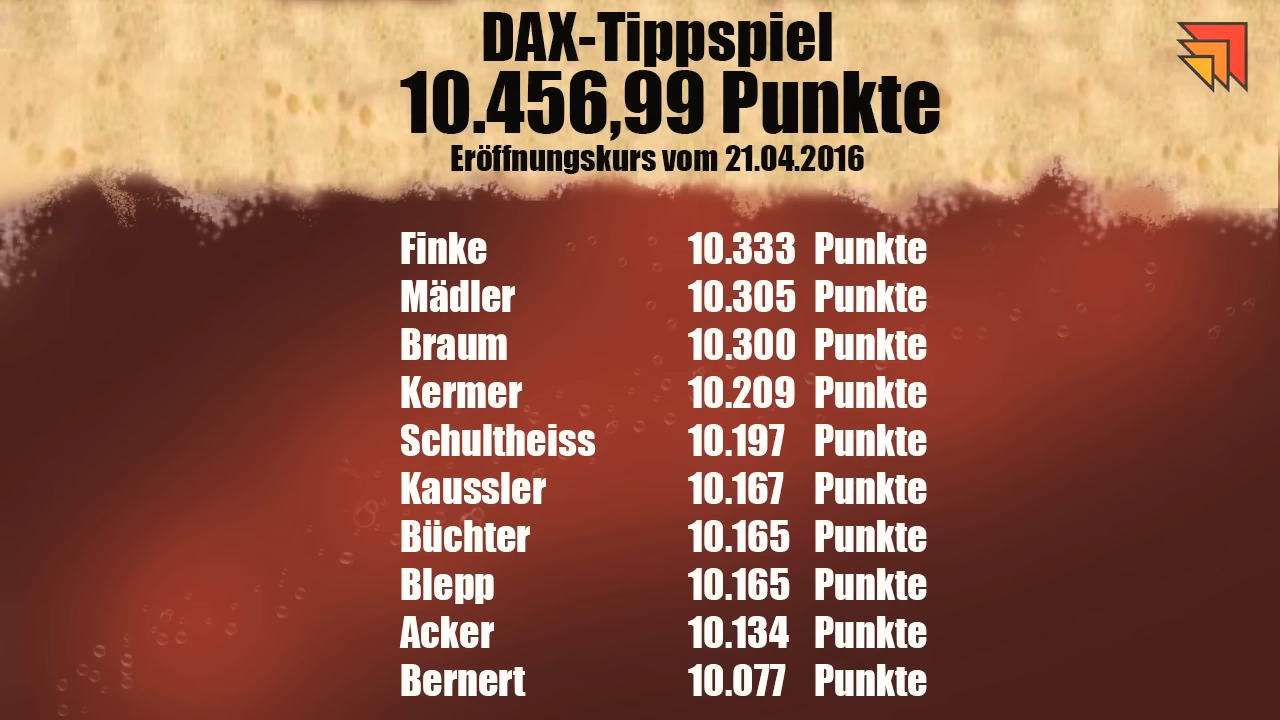 DAX-Tippspiel
10.456,99 Punkte
Eröffnungskurs vom 21.04.2016
Finke 10.333 Punkte
Mädler 10.305 Punkte
Braum 10.300 Punkte
Kermer 10.209 Punkte
Schultheiss 10.197 Punkte
Kaussler 10.167 Punkte
Büchter 10.165 Punkte
Blepp 10.165 Punkte
Acker 10.134 Punkte
Bernert 10.077 Punkte